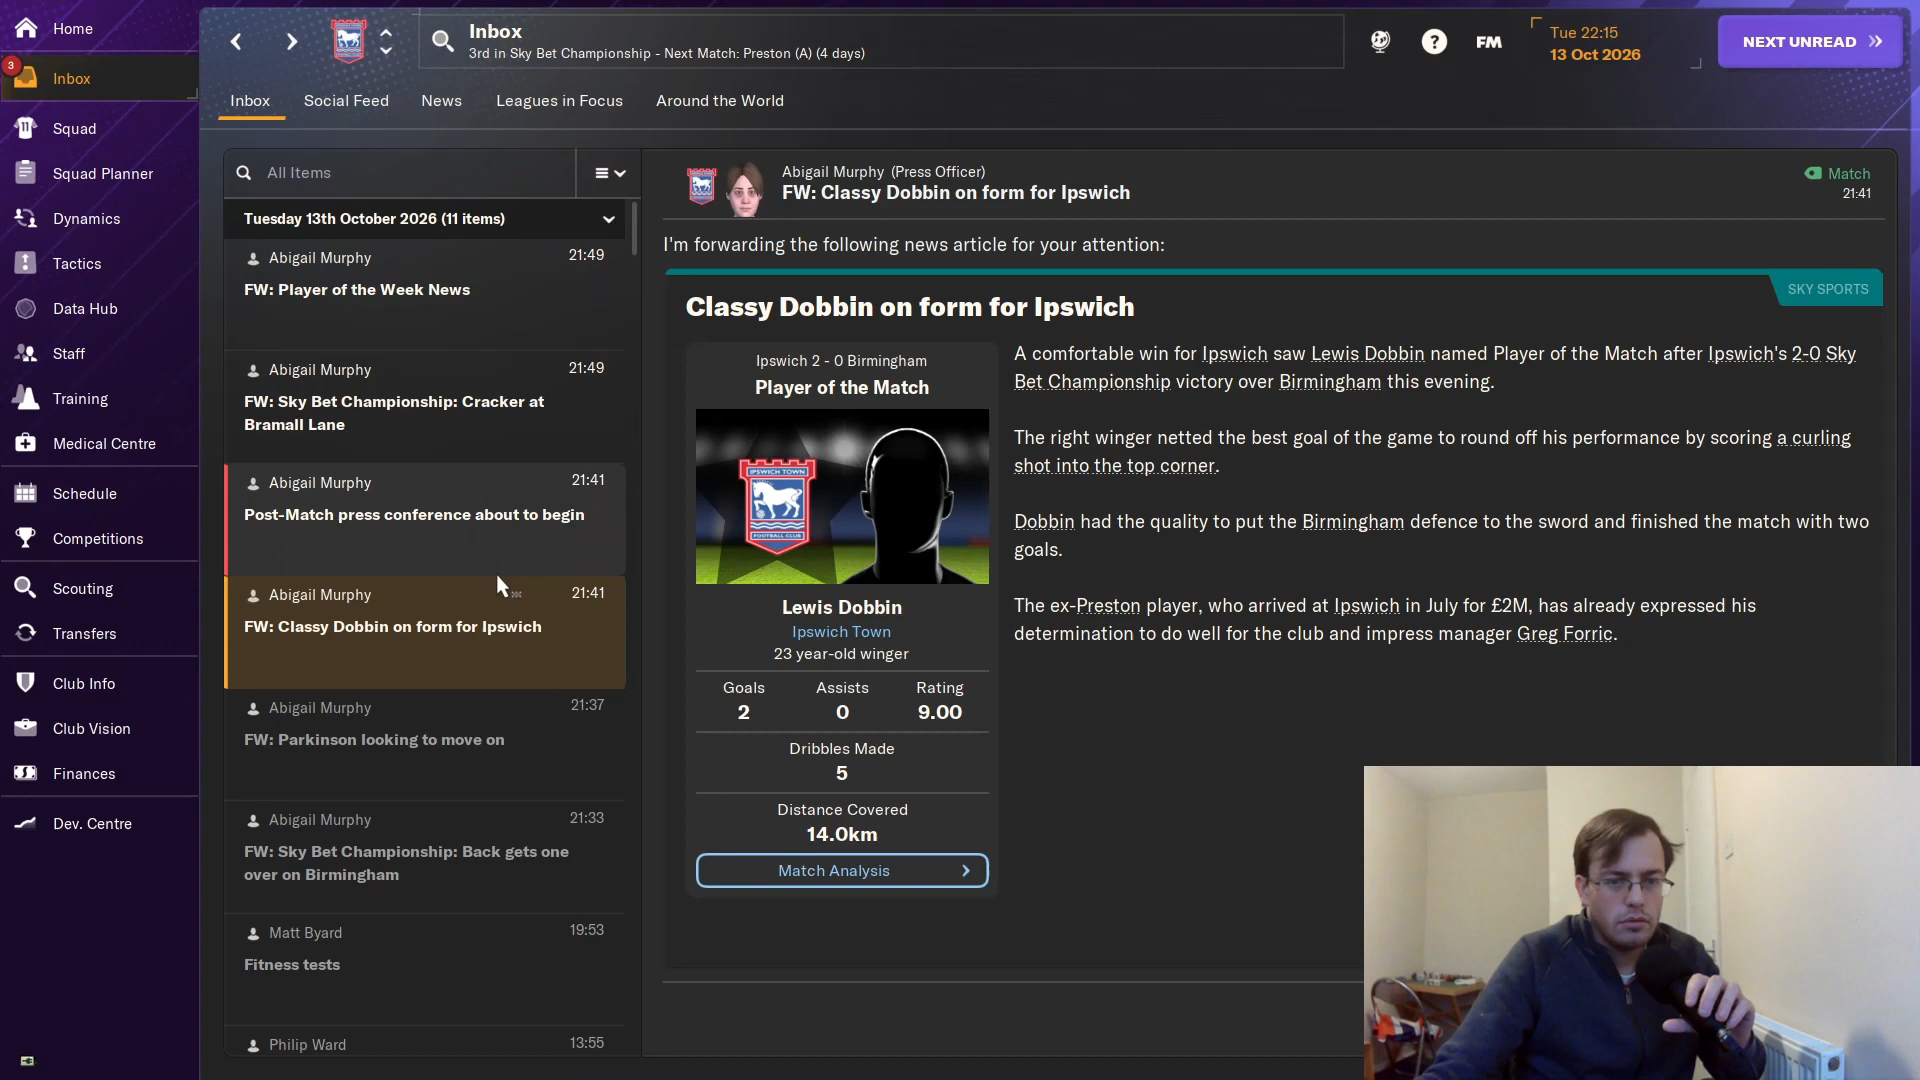 Home
3
Inbox
Squad
Squad Planner
Dynamics
Tactics
Data Hub
Staff
Training
Medical Centre
Schedule
Competitions
Scouting
Transfers
Club Info
Club Vision
Finances
Dev. Centre
Inbox
3rd in Sky Bet Championship - Next Match: Preston (A) (4 days)
?
FM
Tue 22:15
13 Oct 2026
NEXT UNREAD
Inbox
Social Feed
News
Leagues in Focus
Around the World
All Items
Tuesday 13th October 2026 (11 items)
Abigail Murphy 21:49
FW: Player of the Week News
Abigail Murphy 21:49
FW: Sky Bet Championship: Cracker at
Bramall Lane
Abigail Murphy 21:41
Post-Match press conference about to begin
Abigail Murphy 21:41
FW: Classy Dobbin on form for Ipswich
Abigail Murphy 21:37
FW: Parkinson looking to move on
Abigail Murphy 21:33
FW: Sky Bet Championship: Back gets one
over on Birmingham
Matt Byard 19:53
Fitness tests
Philip Ward 13:55
Abigail Murphy (Press Officer)
FW: Classy Dobbin on form for Ipswich
Match
21:41
I'm forwarding the following news article for your attention:
SKY SPORTS
Classy Dobbin on form for Ipswich
Ipswich 2 - 0 Birmingham
Player of the Match
IPSWICH TOWN
FOOTBALL CLUB
Lewis Dobbin
Ipswich Town
23 year-old winger
Goals Assists Rating
2 0 9.00
Dribbles Made
5
Distance Covered
14.0km
Match Analysis
A comfortable win for Ipswich saw Lewis Dobbin named Player of the Match after Ipswich's 2-0 Sky
Bet Championship victory over Birmingham this evening.
The right winger netted the best goal of the game to round off his performance by scoring a curling
shot into the top corner.
Dobbin had the quality to put the Birmingham defence to the sword and finished the match with two
goals.
The ex-Preston player, who arrived at Ipswich in July for £2M, has already expressed his
determination to do well for the club and impress manager Greg Forric.